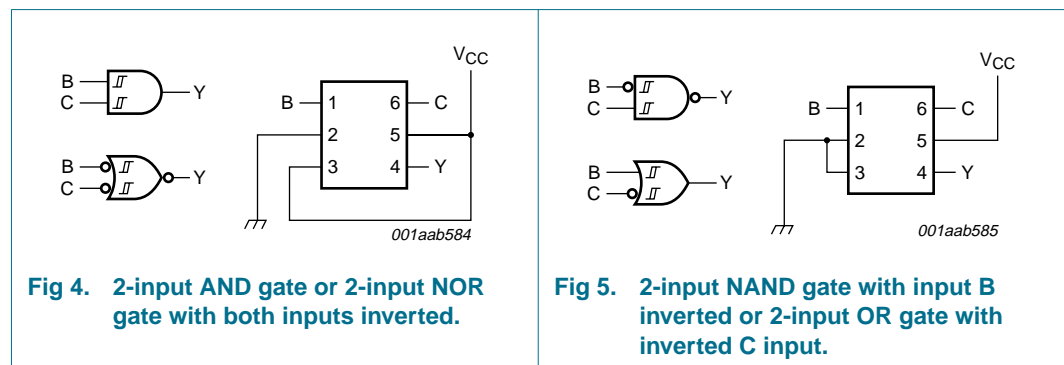 B
C
Y
B
C
Y
VCC
B 1 6 C
2 5
3 4 Y
001aab584
Fig 4. 2-input AND gate or 2-input NOR
gate with both inputs inverted.
B
C
Y
B
C
Y
VCC
B 1 6 C
2 5
3 4 Y
001aab585
Fig 5. 2-input NAND gate with input B
inverted or 2-input OR gate with
inverted C input.